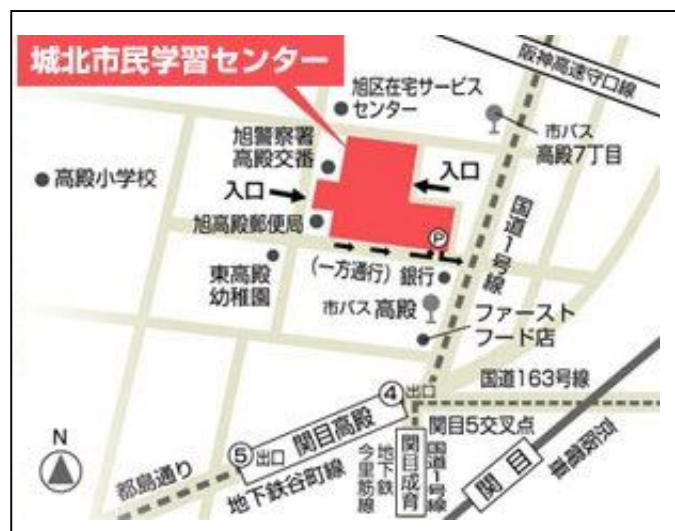 城北市民学習センター
阪神高速守口線
旭区在宅サービス
センター
市バス
高殿7丁目
旭警察署
高殿交番
高殿小学校
入口
入口
国道1号線
旭高殿郵便局
P
(一方通行)
銀行
東高殿
幼稚園
市バス 高殿
ファースト
フード店
④出口
国道163号線
N
⑤出口
関目高殿
関目5交叉点
都島通り
地下鉄谷町線
地下鉄
今里筋線
関目成育
国道1号線
関目
京阪電車